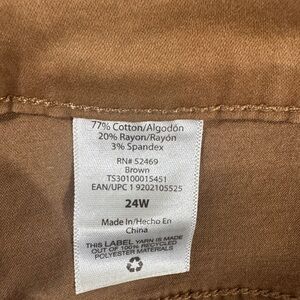 77% Cotton/Algodón
20% Rayon/Rayón
3% Spandex
RN# 52469
Brown
TS30100015451
EAN/UPC 1 9202105525
24W
Made In/Hecho En
China
THIS LABEL YARN IS MADE
OUT OF 100% RECYCLED
POLYESTER MATERIALS